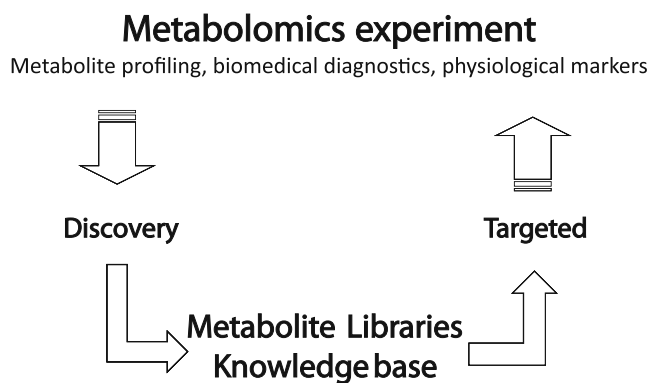 Metabolomics experiment
Metabolite profiling, biomedical diagnostics, physiological markers
Discovery
Targeted
Metabolite Libraries
Knowledge base